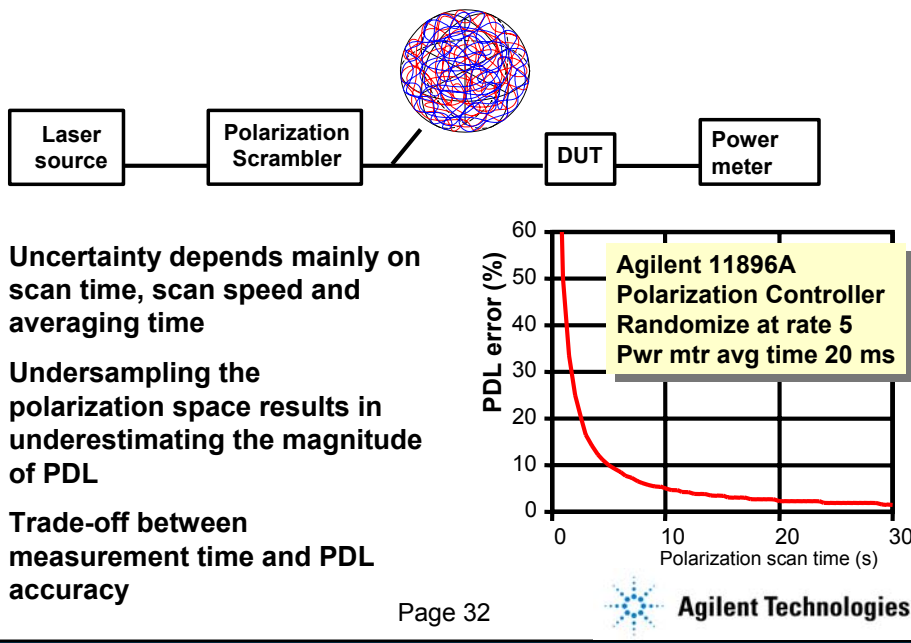 Laser
source
Polarization
Scrambler
DUT
Power
meter
Uncertainty depends mainly on
scan time, scan speed and
averaging time
Undersampling the
polarization space results in
underestimating the magnitude
of PDL
Trade-off between
measurement time and PDL
accuracy
PDL error (%)
60
50
40
30
20
10
0
Agilent 11896A
Polarization Controller
Randomize at rate 5
Pwr mtr avg time 20 ms
0 10 20 30
Polarization scan time (s)
Page 32
Agilent Technologies